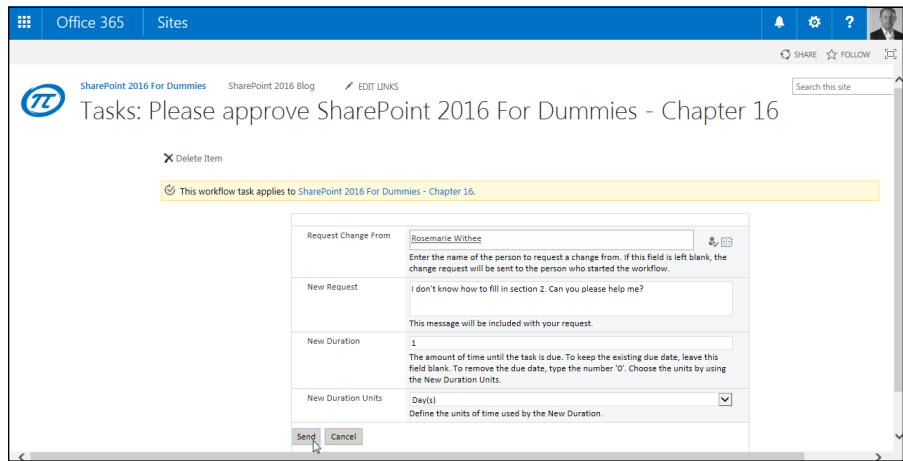 Office 365 Sites ?
SHARE FOLLOW
SharePoint 2016 For Dummies SharePoint 2016 Blog EDIT LINKS Search this site
π Tasks: Please approve SharePoint 2016 For Dummies - Chapter 16
Delete Item
This workflow task applies to SharePoint 2016 For Dummies - Chapter 16.
Request Change From Rosemarie Withee
Enter the name of the person to request a change from. If this field is left blank, the
change request will be sent to the person who started the workflow.
New Request I don't know how to fill in section 2. Can you please help me?
This message will be included with your request.
New Duration 1
The amount of time until the task is due. To keep the existing due date, leave this
field blank. To remove the due date, type the number '0'. Choose the units by using
the New Duration Units.
New Duration Units Day(s)
Define the units of time used by the New Duration.
Send Cancel